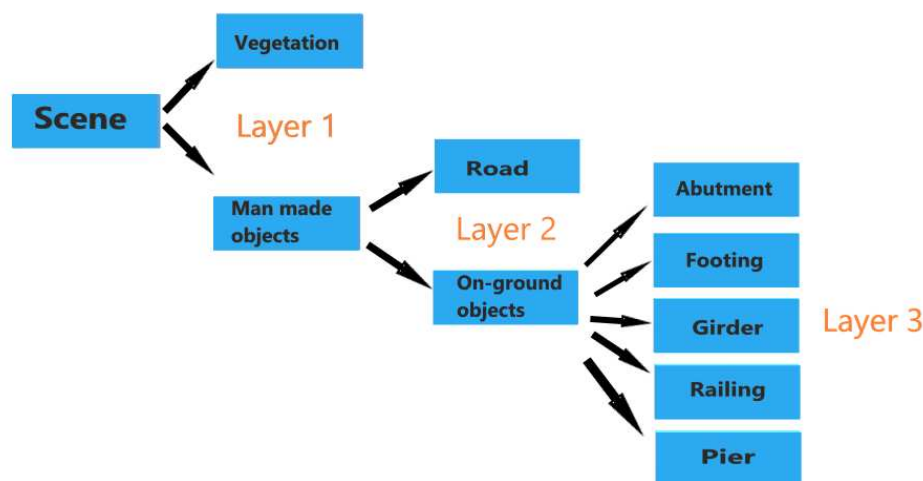 Vegetation
Scene
Layer 1
Road
Man made
objects
Abutment
Layer 2
Footing
On-ground
objects
Girder
Layer 3
Railing
Pier